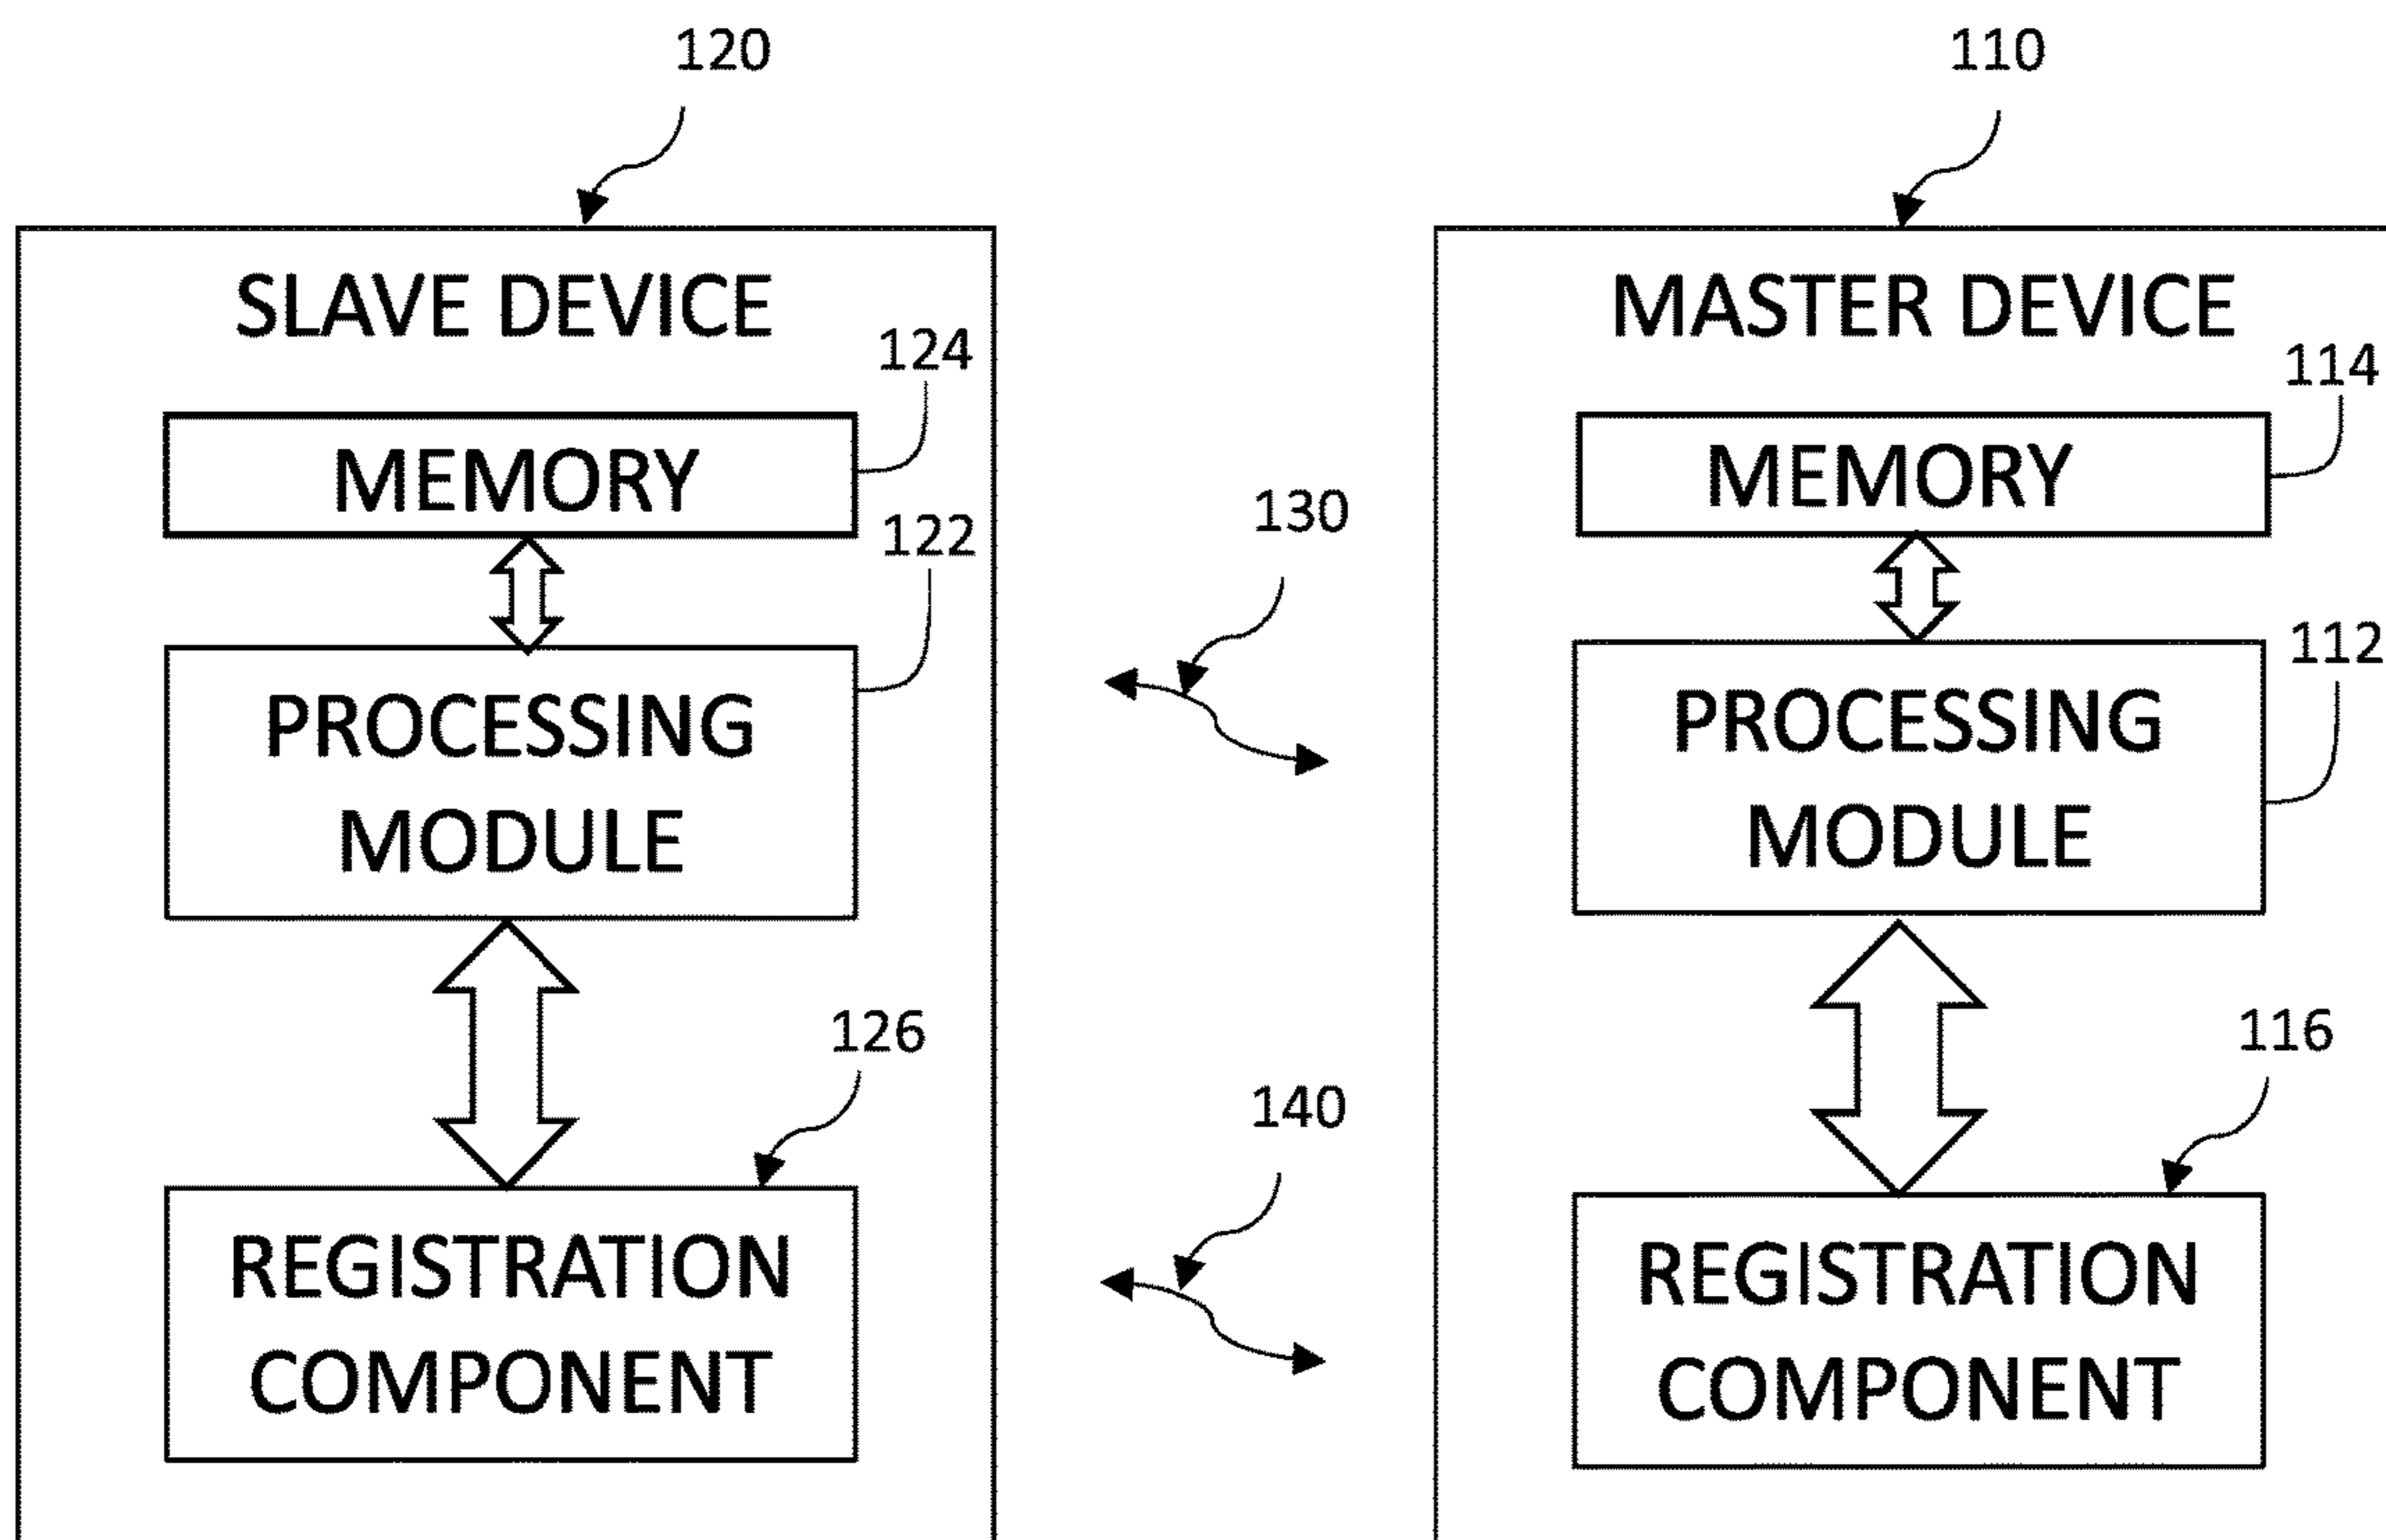 120
110
SLAVE DEVICE
MASTER DEVICE
124
114
MEMORY
MEMORY
122
130
112
PROCESSING
MODULE
PROCESSING
MODULE
126
140
116
REGISTRATION
COMPONENT
REGISTRATION
COMPONENT